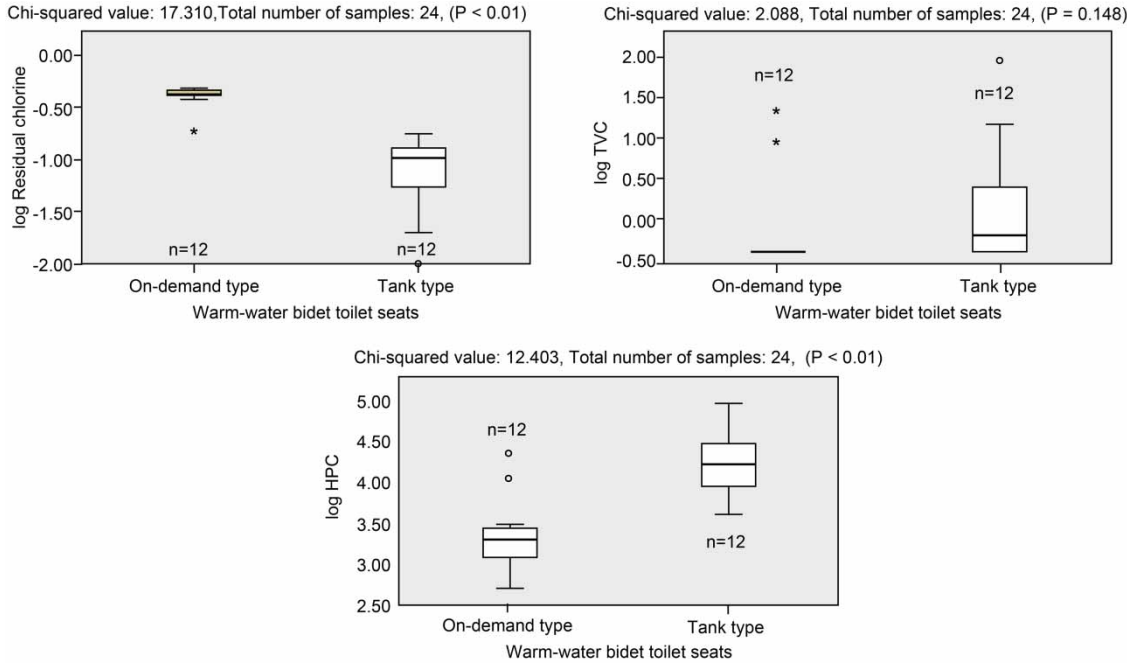 Chi-squared value: 17.310,Total number of samples: 24, (P < 0.01)
0.00
-0.50
-1.00
-1.50
-2.00
log Residual chlorine
*
n=12
n=12
On-demand type
Tank type
Warm-water bidet toilet seats
Chi-squared value: 2.088, Total number of samples: 24, (P = 0.148)
2.00
1.50
1.00
0.50
0.00
-0.50
log TVC
n=12
*
*
n=12
On-demand type
Tank type
Warm-water bidet toilet seats
Chi-squared value: 12.403, Total number of samples: 24, (P < 0.01)
5.00
4.50
4.00
3.50
3.00
2.50
log HPC
n=12
n=12
On-demand type
Tank type
Warm-water bidet toilet seats